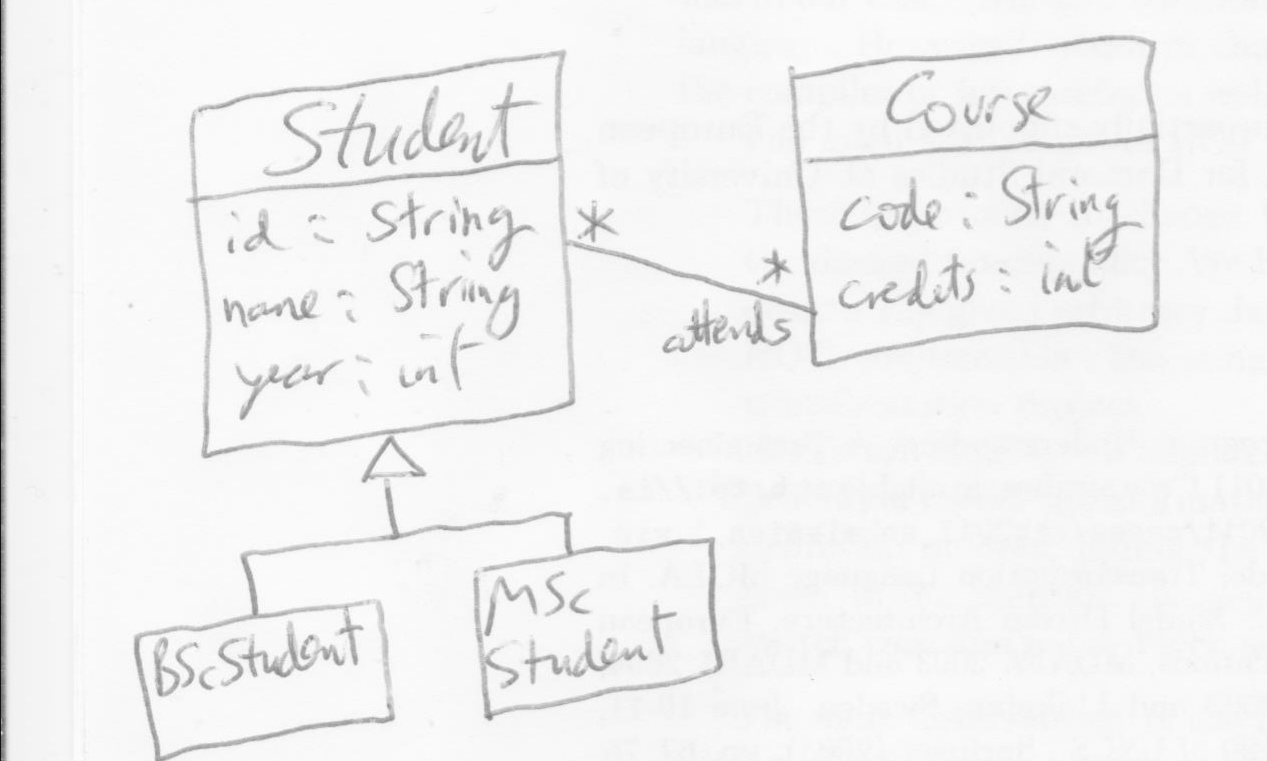 Student
id : String
name : String
year : int
Course
code : String
credits : int
*
*
attends
BScStudent
MSc
Student